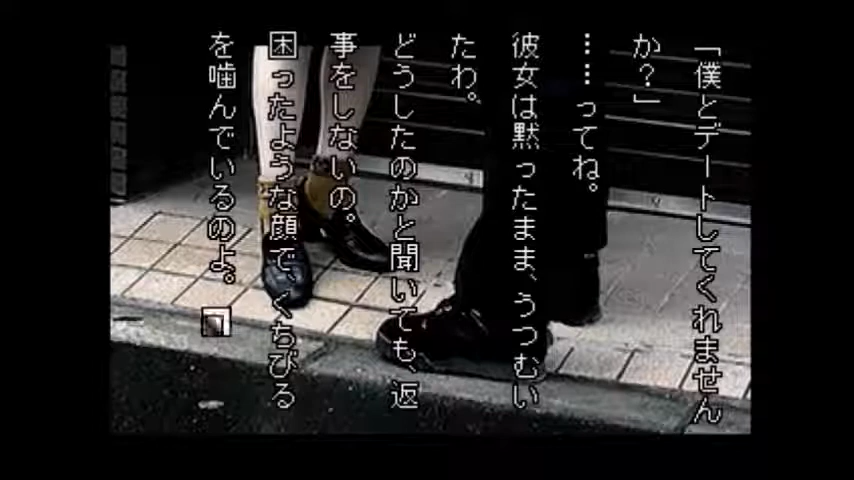 「僕とデートしてくれません
か？」
……ってね。
彼女は黙ったまま、うつむい
たわ。
どうしたのかと聞いても、返
事をしないの。
困ったような顔で、くちびる
を噛んでいるのよ。